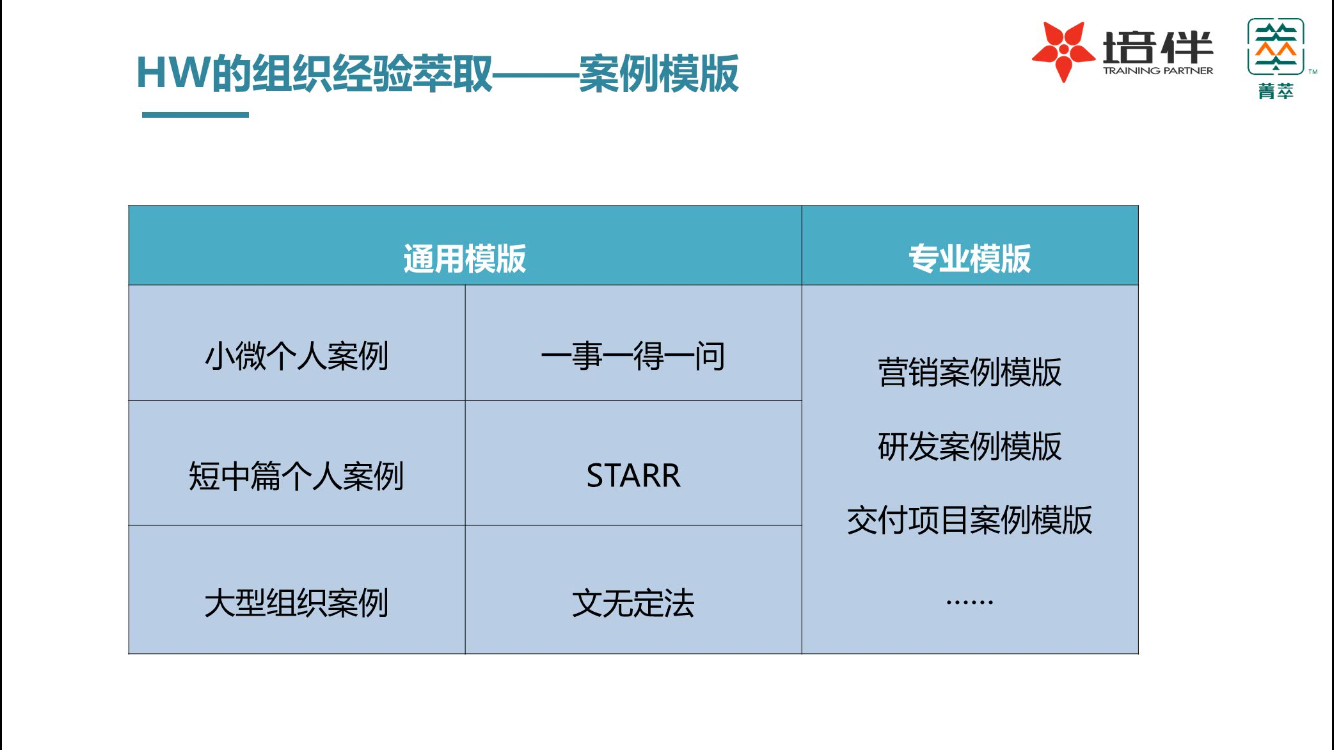 HW的组织经验萃取——案例模版
培伴
TRAINING PARTNER
萃
TM
菁萃
通用模版
专业模版
小微个人案例
一事一得一问
营销案例模版
短中篇个人案例
STARR
研发案例模版
交付项目案例模版
大型组织案例
文无定法
……